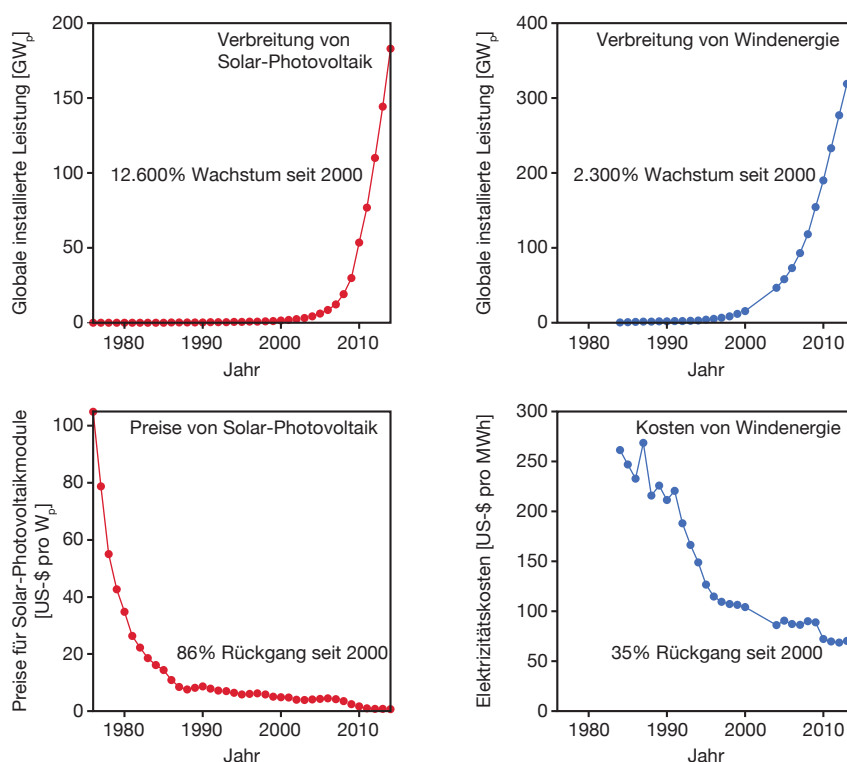 Verbreitung von
Solar-Photovoltaik
12.600% Wachstum seit 2000
Globale installierte Leistung [GWₚ]
200
150
100
50
0
1980
1990
2000
2010
Jahr
Verbreitung von Windenergie
2.300% Wachstum seit 2000
Globale installierte Leistung [GWₚ]
400
300
200
100
0
1980
1990
2000
2010
Jahr
Preise von Solar-Photovoltaik
86% Rückgang seit 2000
Preise für Solar-Photovoltaikmodule
[US-$ pro Wₚ]
100
80
60
40
20
0
1980
1990
2000
2010
Jahr
Kosten von Windenergie
35% Rückgang seit 2000
Elektrizitätskosten [US-$ pro MWh]
300
250
200
150
100
50
0
1980
1990
2000
2010
Jahr